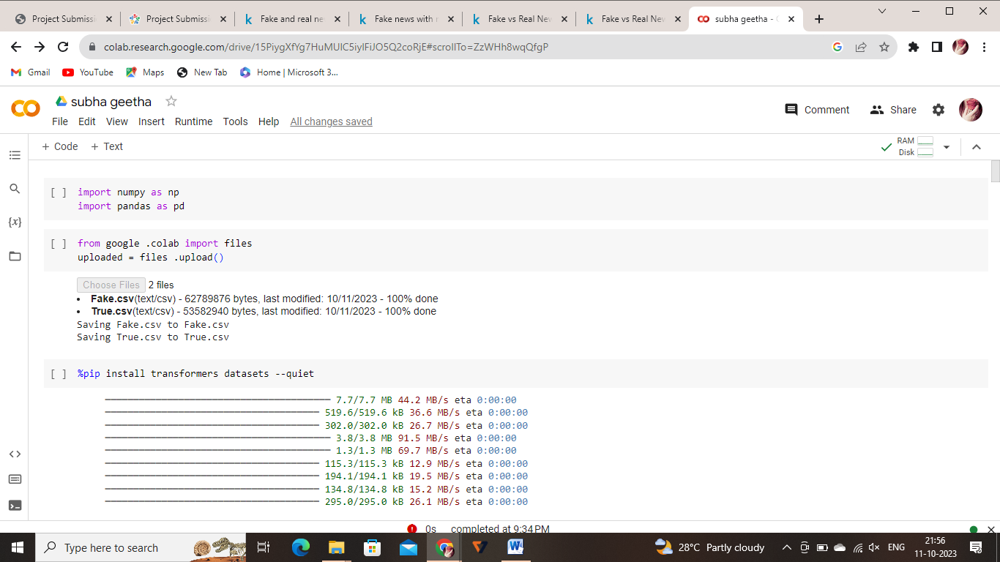 Project Submissi
Project Submissi
Fake and real ne
Fake news with r
Fake vs Real New
Fake vs Real New
subha geetha - C
colab.research.google.com/drive/15PiygXfYg7HuMUlC5iylFiJO5Q2coRjE#scrollTo=ZzWHh8wqQfgP
Gmail
YouTube
Maps
New Tab
Home | Microsoft 3...
subha geetha
File Edit View Insert Runtime Tools Help All changes saved
Comment
Share
+ Code + Text
RAM
Disk
[ ] import numpy as np
import pandas as pd
[ ] from google .colab import files
uploaded = files .upload()
Choose Files 2 files
• Fake.csv(text/csv) - 62789876 bytes, last modified: 10/11/2023 - 100% done
• True.csv(text/csv) - 53582940 bytes, last modified: 10/11/2023 - 100% done
Saving Fake.csv to Fake.csv
Saving True.csv to True.csv
[ ] %pip install transformers datasets --quiet
7.7/7.7 MB 44.2 MB/s eta 0:00:00
519.6/519.6 kB 36.6 MB/s eta 0:00:00
302.0/302.0 kB 26.7 MB/s eta 0:00:00
3.8/3.8 MB 91.5 MB/s eta 0:00:00
1.3/1.3 MB 69.7 MB/s eta 0:00:00
115.3/115.3 kB 12.9 MB/s eta 0:00:00
194.1/194.1 kB 19.5 MB/s eta 0:00:00
134.8/134.8 kB 15.2 MB/s eta 0:00:00
295.0/295.0 kB 26.1 MB/s eta 0:00:00
0s completed at 9:34 PM
Type here to search
28°C Partly cloudy
ENG
21:56
11-10-2023